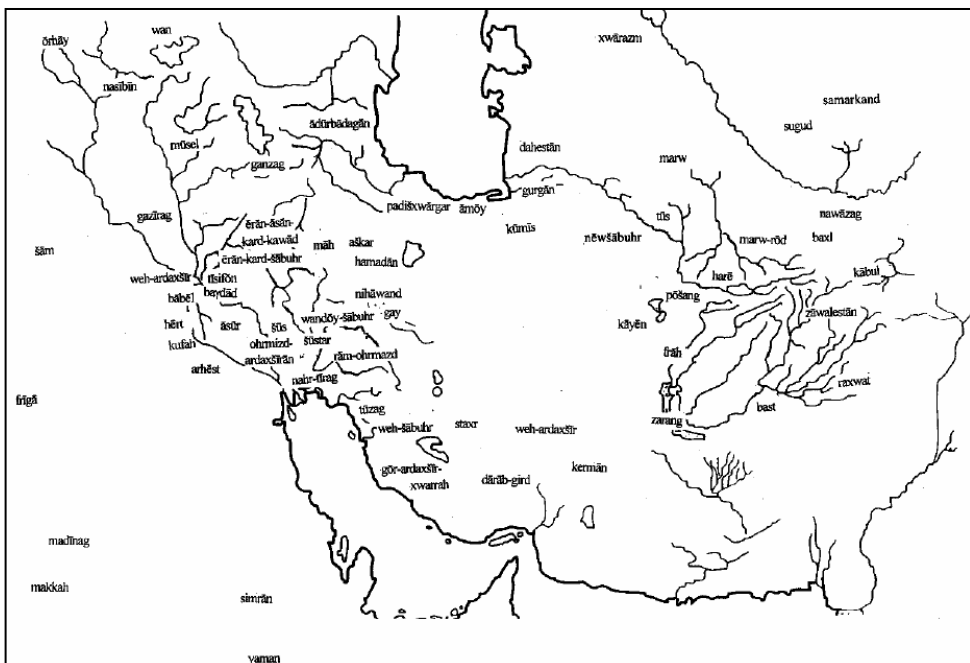 ōrhāy
wan
xwārazm
nasībīn
samarkand
sugud
ādūrbādagān
mūsel
dahestān
marw
ganzag
gurgān
padišxwārgar
āmōy
tūs
nawāzag
gazīrag
ērān-āsān-
kard-kawād
māh
aškar
kūmis
nēwšābuhr
marw-rōd
baxl
šām
ērān-kard-šābuhr
hamadān
weh-ardaxšīr
tīsifōn
harē
kābul
bābēl
baγdād
nihāwand
pōšang
zāwalestān
wandōy-šābuhr
gay
kāyēn
hērt
āsūr
šūs
kufah
ohrmizd-
ardaxšīrān
šūstar
rām-ohrmazd
frāh
arhēst
nahr-tīrag
raxwat
frīgā
tūzag
bast
zarang
weh-šābuhr
staxr
weh-ardaxšīr
gōr-ardaxšīr-
xwarrah
dārāb-gird
kermān
madīnag
makkah
simrān
yaman